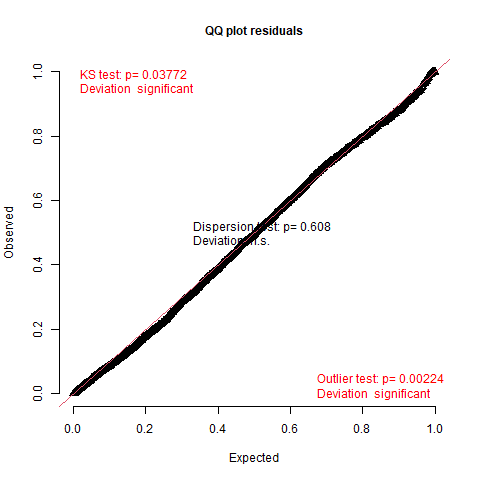 QQ plot residuals
KS test: p= 0.03772
Deviation significant
Dispersion test: p= 0.608
Deviation n.s.
Outlier test: p= 0.00224
Deviation significant
Observed
0.0
0.2
0.4
0.6
0.8
1.0
0.0 0.2 0.4 0.6 0.8 1.0
Expected